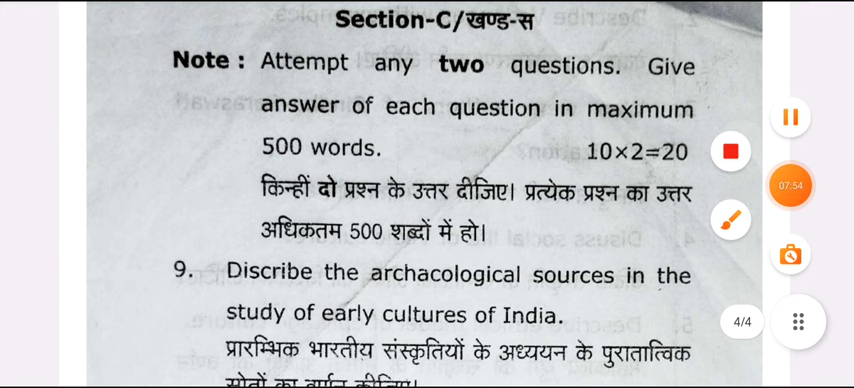 Section-C/खण्ड-स
Note : Attempt any two questions. Give
answer of each question in maximum
500 words. 10×2=20
किन्हीं दो प्रश्न के उत्तर दीजिए। प्रत्येक प्रश्न का उत्तर
अधिकतम 500 शब्दों में हो।
9. Discribe the archacological sources in the
study of early cultures of India.
प्रारम्भिक भारतीय संस्कृतियों के अध्ययन के पुरातात्विक
स्रोतों का वर्णन कीजिए।
07:54
4/4